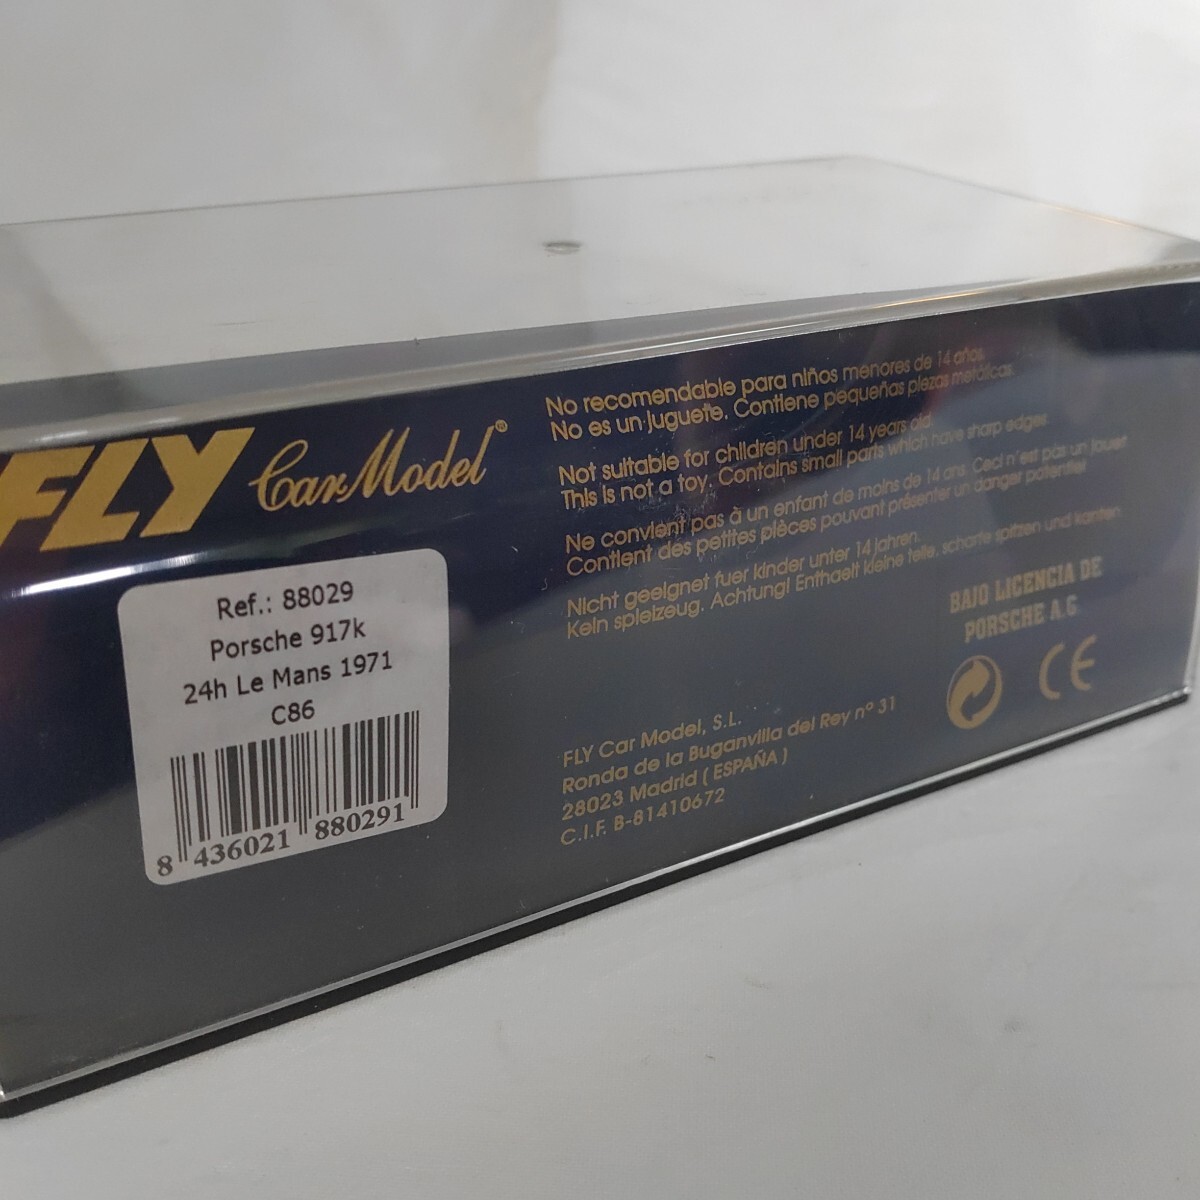 FLY Car Model®
Ref.: 88029
Porsche 917k
24h Le Mans 1971
C86
8 436021 880291
No recomendable para niños menores de 14 años.
No es un juguete. Contiene pequeñas piezas metálicas.
Not suitable for children under 14 years old.
This is not a toy. Contains small parts which have sharp edges.
Ne convient pas à un enfant de moins de 14 ans. Ceci n'est pas un jouet
Contient des petites pièces pouvant présenter un danger potentiel
Nicht geeignet fuer kinder unter 14 jahren.
Kein spielzeug. Achtung! Enthaelt kleine teile, scharfe spitzen und kanten.
BAJO LICENCIA DE
PORSCHE A.G
CE
FLY Car Model, S.L.
Ronda de la Buganvilla del Rey nº 31
28023 Madrid ( ESPAÑA )
C.I.F. B-81410672